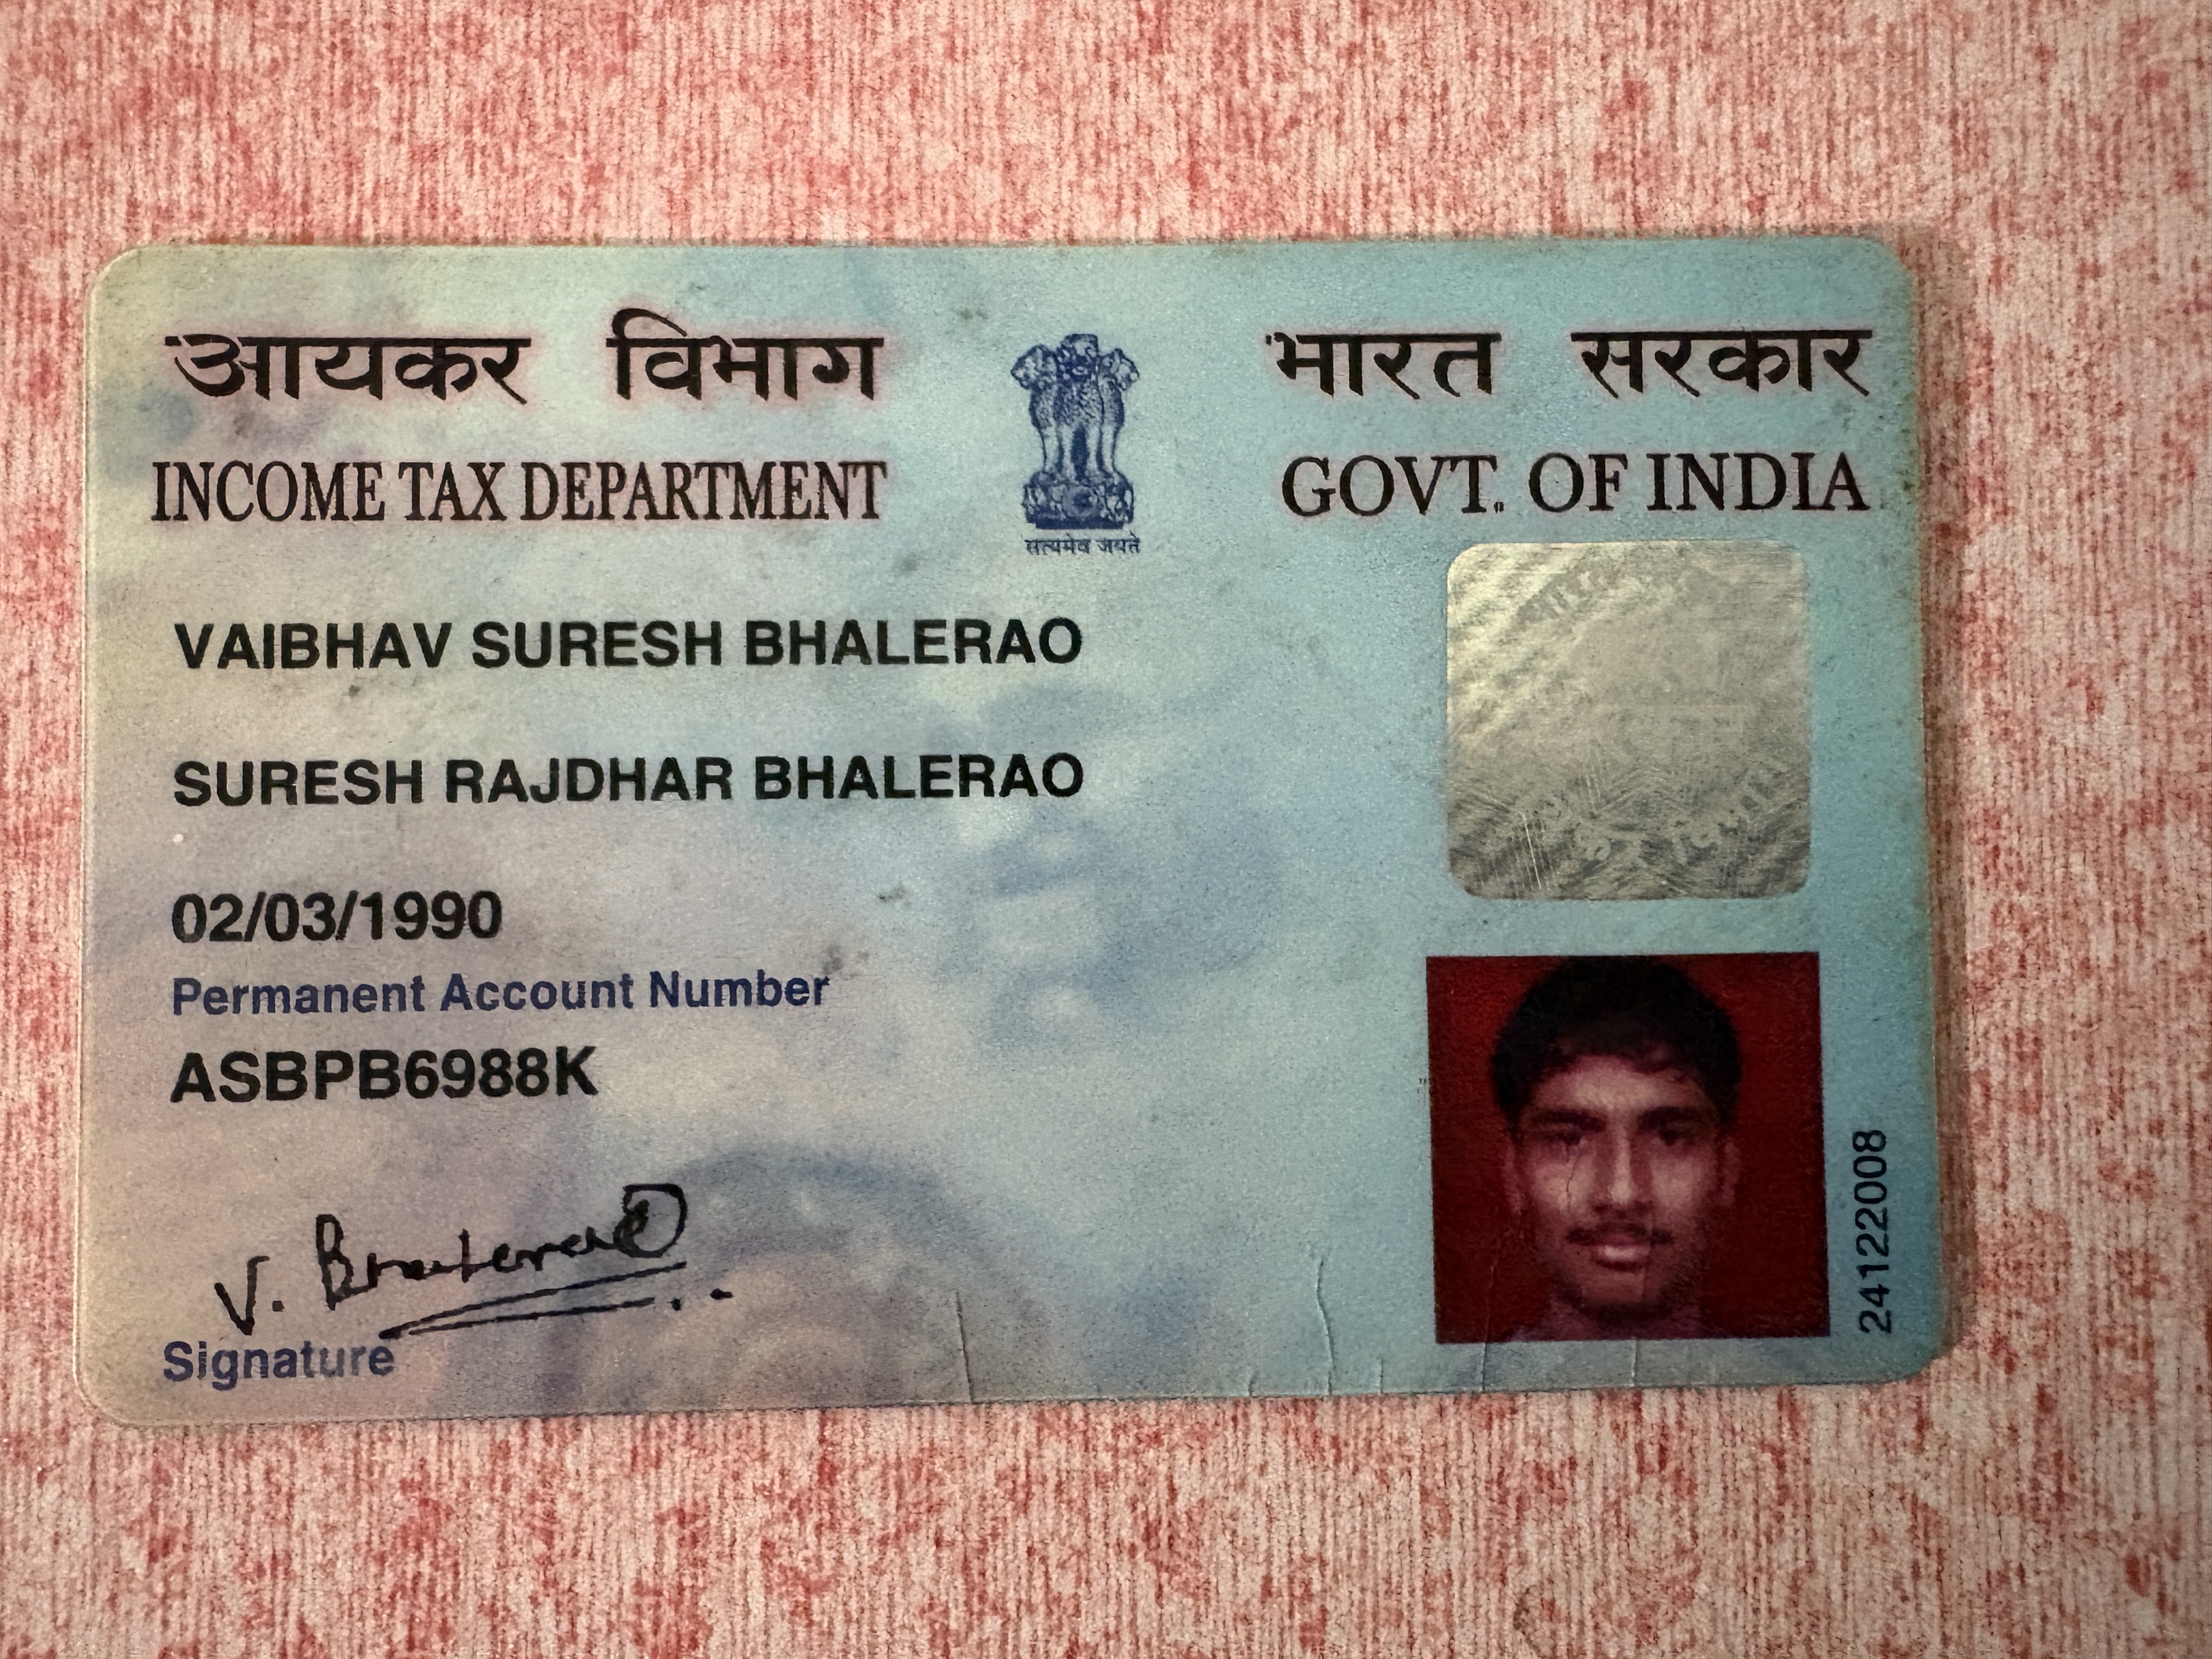 आयकर विभाग
INCOME TAX DEPARTMENT
सत्यमेव जयते
भारत सरकार
GOVT. OF INDIA
VAIBHAV SURESH BHALERAO
SURESH RAJDHAR BHALERAO
02/03/1990
Permanent Account Number
ASBPB6988K
V. Bhalerao
Signature
24122008